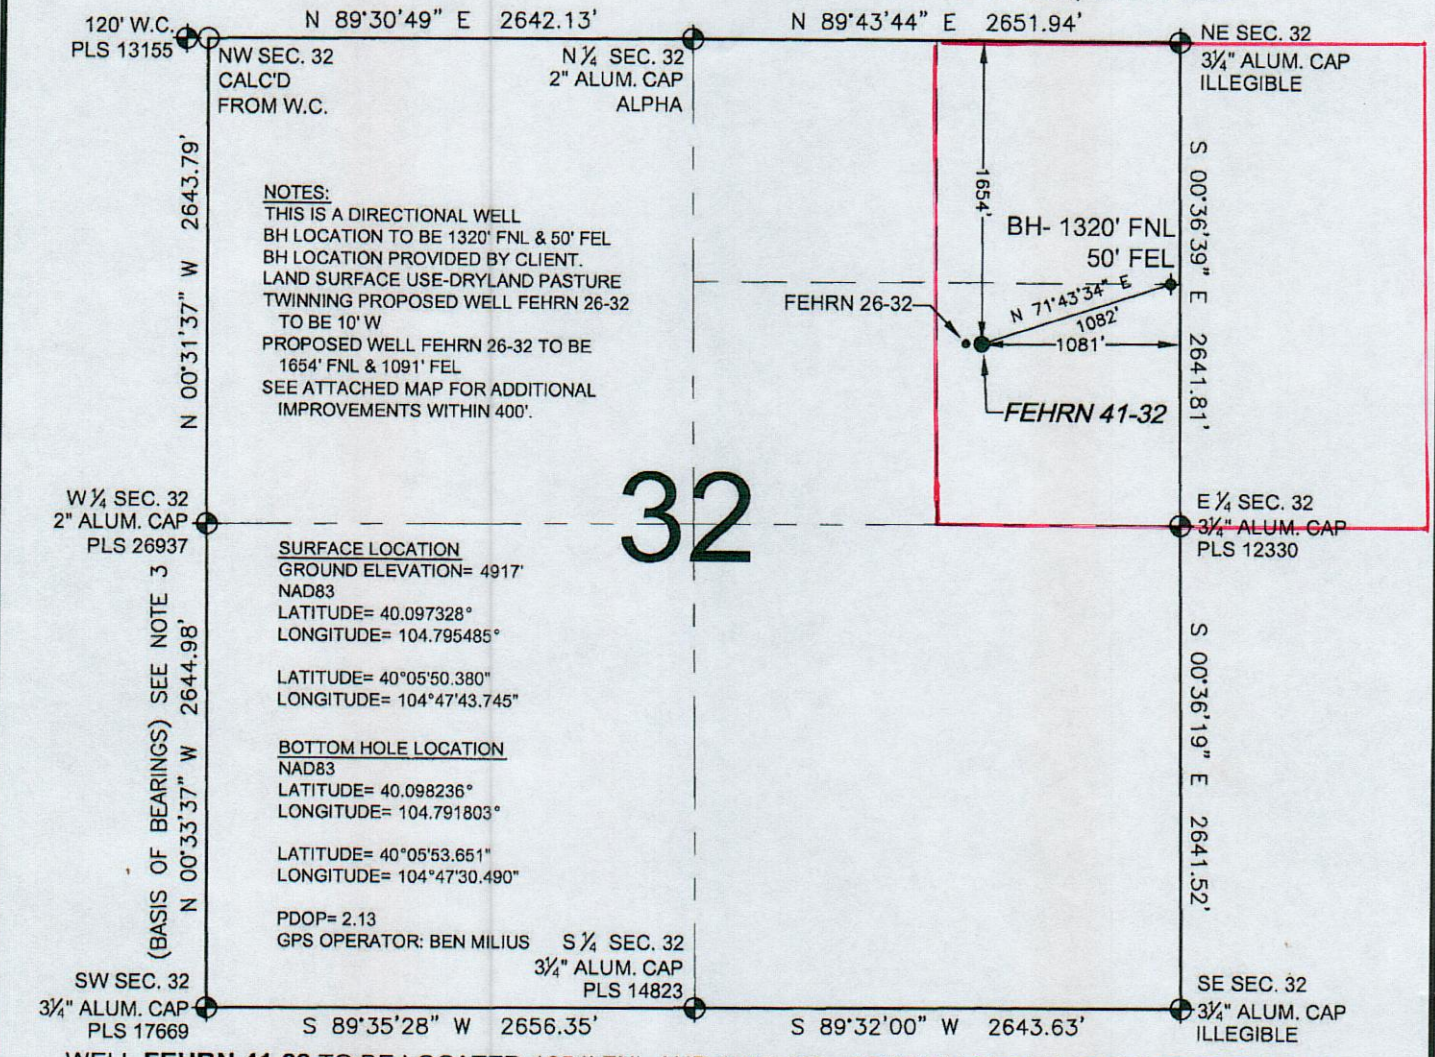 N 89°30'49" E 2642.13'
N 89°43'44" E 2651.94'
120' W.C.
PLS 13155
NW SEC. 32
CALC'D
FROM W.C.
N ¼ SEC. 32
2" ALUM. CAP
ALPHA
NE SEC. 32
3¼" ALUM. CAP
ILLEGIBLE
N 00°31'37" W 2643.79'
NOTES:
THIS IS A DIRECTIONAL WELL
BH LOCATION TO BE 1320' FNL & 50' FEL
BH LOCATION PROVIDED BY CLIENT.
LAND SURFACE USE-DRYLAND PASTURE
TWINNING PROPOSED WELL FEHRN 26-32
TO BE 10' W
PROPOSED WELL FEHRN 26-32 TO BE
1654' FNL & 1091' FEL
SEE ATTACHED MAP FOR ADDITIONAL
IMPROVEMENTS WITHIN 400'.
1654'
BH- 1320' FNL
50' FEL
S 00°36'39" E 2641.81'
FEHRN 26-32
N 71°43'34" E
1082'
1081'
FEHRN 41-32
32
W ¼ SEC. 32
2" ALUM. CAP
PLS 26937
E ¼ SEC. 32
3¼" ALUM. CAP
PLS 12330
(BASIS OF BEARINGS) SEE NOTE 3
N 00°33'37" W 2644.98'
SURFACE LOCATION
GROUND ELEVATION= 4917'
NAD83
LATITUDE= 40.097328°
LONGITUDE= 104.795485°
LATITUDE= 40°05'50.380"
LONGITUDE= 104°47'43.745"
BOTTOM HOLE LOCATION
NAD83
LATITUDE= 40.098236°
LONGITUDE= 104.791803°
LATITUDE= 40°05'53.651"
LONGITUDE= 104°47'30.490"
PDOP= 2.13
GPS OPERATOR: BEN MILIUS
S 00°36'19" E 2641.52'
S ¼ SEC. 32
3¼" ALUM. CAP
PLS 14823
SW SEC. 32
3¼" ALUM. CAP
PLS 17669
SE SEC. 32
3¼" ALUM. CAP
ILLEGIBLE
S 89°35'28" W 2656.35'
S 89°32'00" W 2643.63'
WELL FEHRN 41-32 TO BE LOCATED